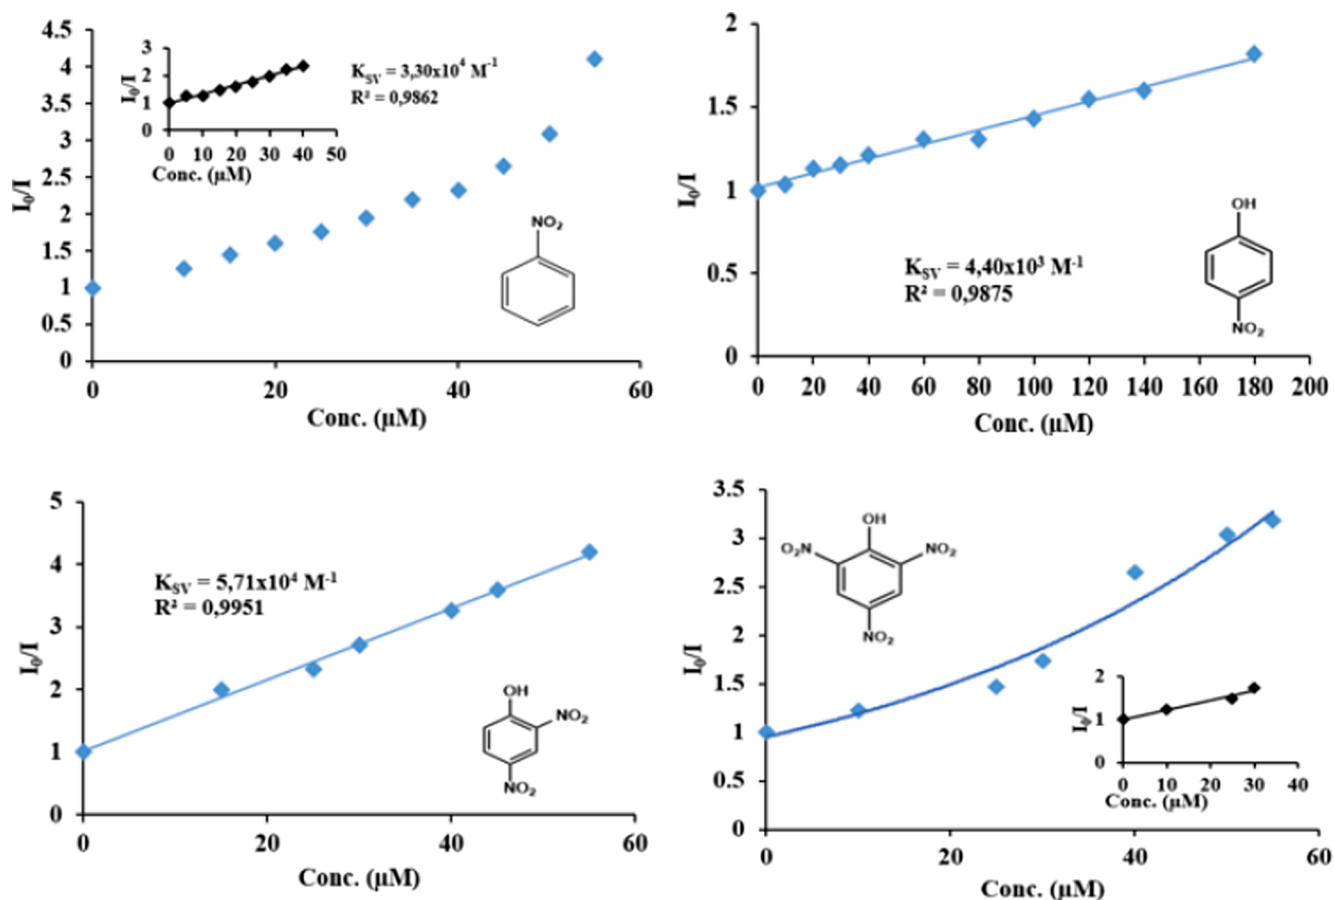 4.5
4
3.5
3
2.5
2
1.5
1
0.5
0
I₀/I
0 20 40 60
Conc. (µM)
3
2
1
0
I₀/I
0 10 20 30 40 50
Conc. (µM)
K_SV = 3,30x10⁴ M⁻¹
R² = 0,9862
NO₂
2
1.5
1
0.5
0
I₀/I
0 20 40 60 80 100 120 140 160 180 200
Conc. (µM)
K_SV = 4,40x10³ M⁻¹
R² = 0,9875
OH
NO₂
5
4
3
2
1
0
I₀/I
0 20 40 60
Conc. (µM)
K_SV = 5,71x10⁴ M⁻¹
R² = 0,9951
OH
NO₂
NO₂
3.5
3
2.5
2
1.5
1
0.5
0
I₀/I
0 20 40 60
Conc. (µM)
OH
O₂N NO₂
NO₂
2
1
0
I₀/I
0 10 20 30 40
Conc. (µM)